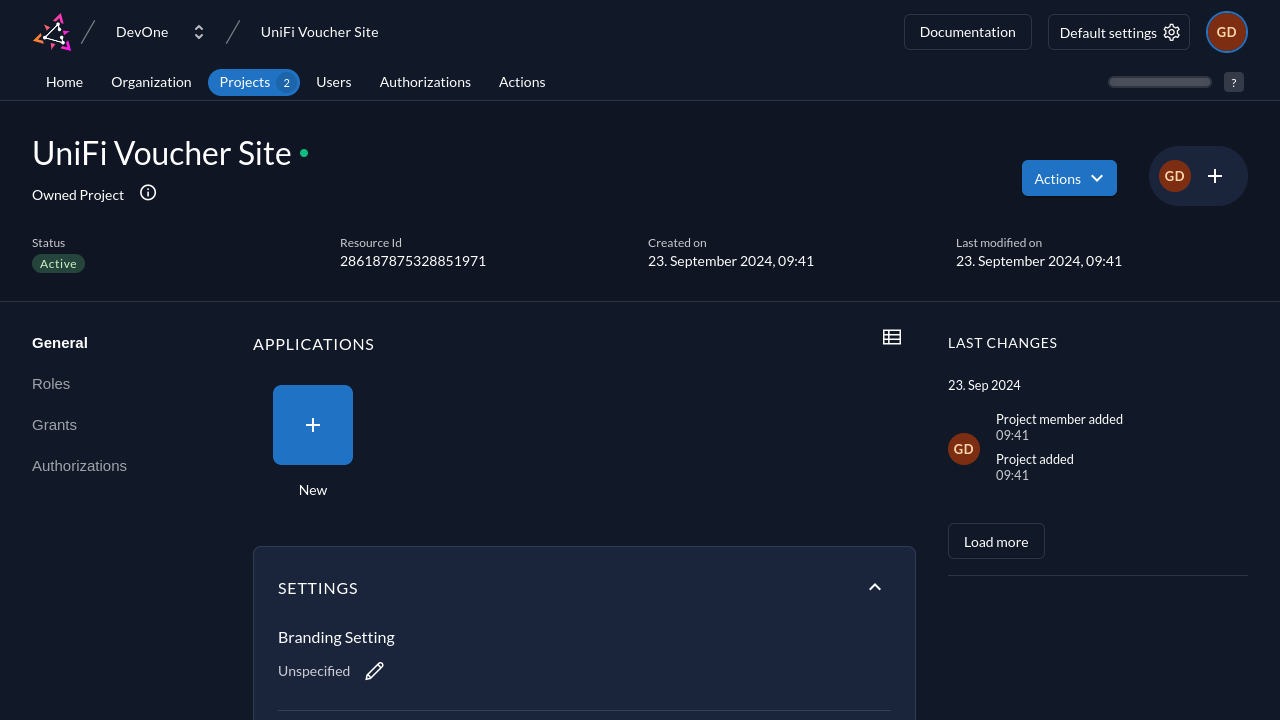 DevOne
UniFi Voucher Site
Documentation
Default settings
GD
Home
Organization
Projects 2
Users
Authorizations
Actions
?
UniFi Voucher Site
Owned Project
Actions
GD
Status
Active
Resource Id
286187875328851971
Created on
23. September 2024, 09:41
Last modified on
23. September 2024, 09:41
General
Roles
Grants
Authorizations
APPLICATIONS
New
SETTINGS
Branding Setting
Unspecified
LAST CHANGES
23. Sep 2024
GD
Project member added
09:41
Project added
09:41
Load more